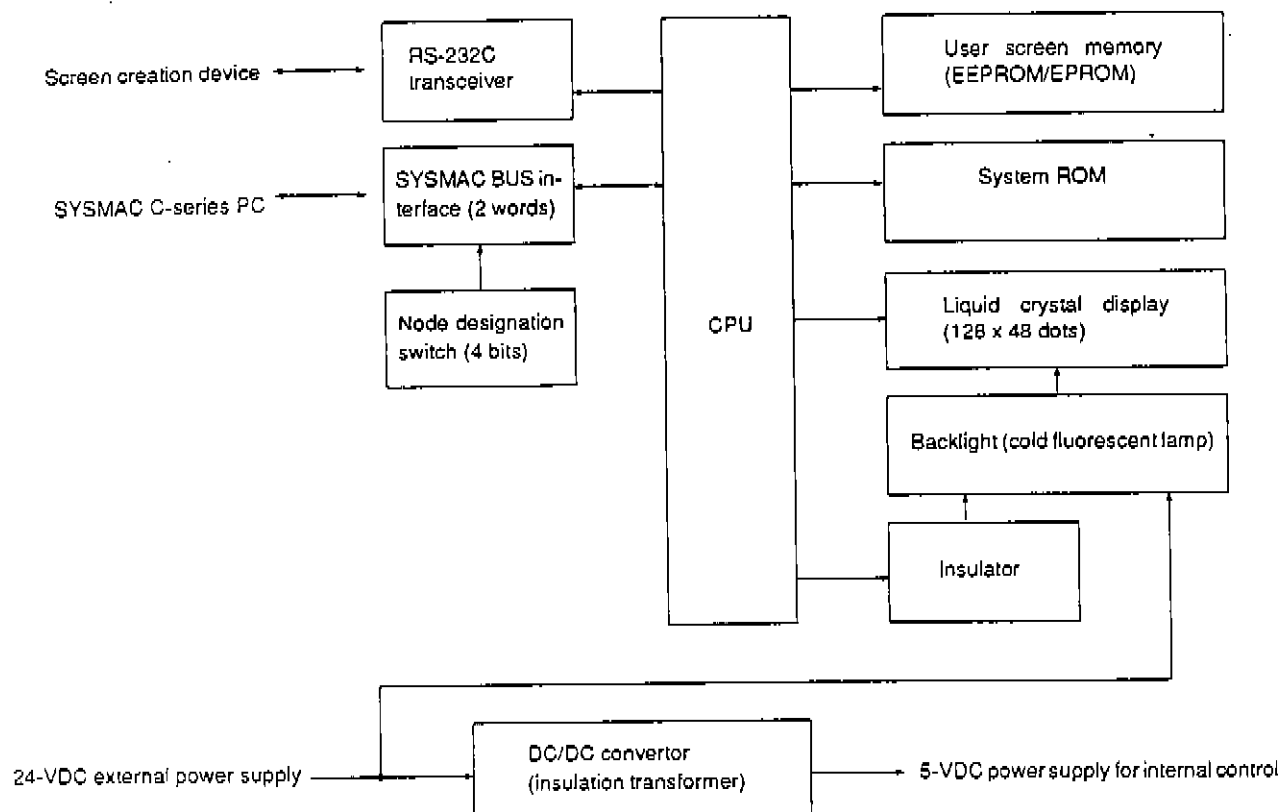 Screen creation device
RS-232C
transceiver
User screen memory
(EEPROM/EPROM)
SYSMAC C-series PC
SYSMAC BUS in-
terface (2 words)
System ROM
Node designation
switch (4 bits)
CPU
Liquid crystal display
(128 x 48 dots)
Backlight (cold fluorescent lamp)
Insulator
24-VDC external power supply
DC/DC convertor
(insulation transformer)
5-VDC power supply for internal control